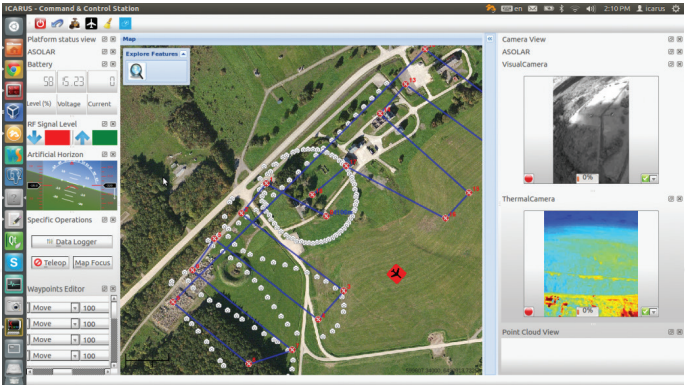 ICARUS - Command & Control Station
en
2:10 PM
icarus
Platform status view
ASOLAR
Battery
58
15.23
0
Level (%)
Voltage
Current
RF Signal Level
Artificial Horizon
Specific Operations
Data Logger
Teleop
Map Focus
Waypoints Editor
Move
100
Move
100
Move
100
Move
100
Map
Explore Features
13
Camera View
ASOLAR
VisualCamera
0%
ThermalCamera
0%
Point Cloud View